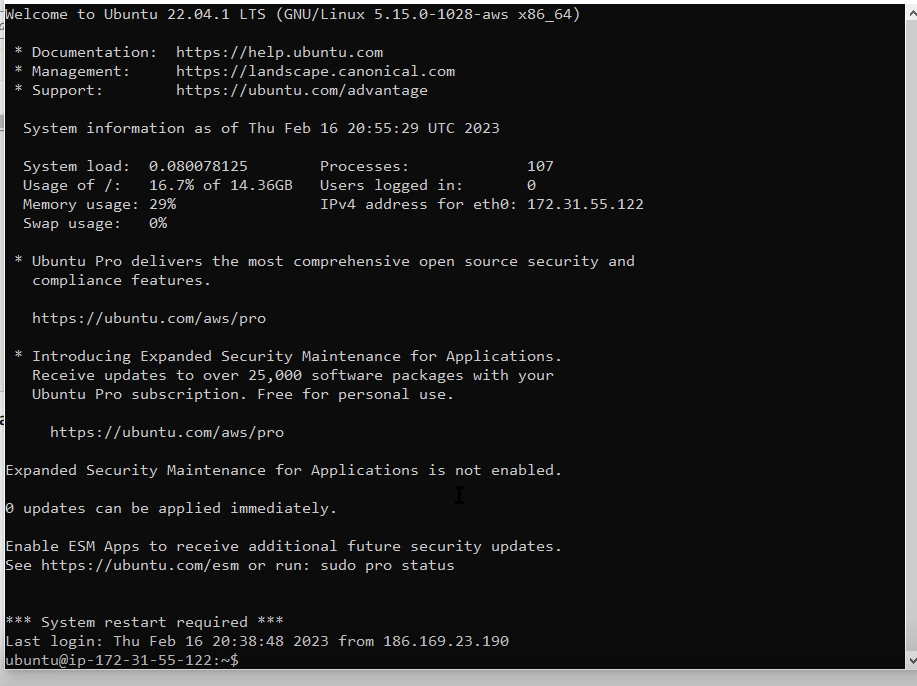 Welcome to Ubuntu 22.04.1 LTS (GNU/Linux 5.15.0-1028-aws x86_64)
* Documentation: https://help.ubuntu.com
* Management: https://landscape.canonical.com
* Support: https://ubuntu.com/advantage
System information as of Thu Feb 16 20:55:29 UTC 2023
System load: 0.080078125 Processes: 107
Usage of /: 16.7% of 14.36GB Users logged in: 0
Memory usage: 29% IPv4 address for eth0: 172.31.55.122
Swap usage: 0%
* Ubuntu Pro delivers the most comprehensive open source security and
compliance features.
https://ubuntu.com/aws/pro
* Introducing Expanded Security Maintenance for Applications.
Receive updates to over 25,000 software packages with your
Ubuntu Pro subscription. Free for personal use.
https://ubuntu.com/aws/pro
Expanded Security Maintenance for Applications is not enabled.
0 updates can be applied immediately.
Enable ESM Apps to receive additional future security updates.
See https://ubuntu.com/esm or run: sudo pro status
*** System restart required ***
Last login: Thu Feb 16 20:38:48 2023 from 186.169.23.190
ubuntu@ip-172-31-55-122:~$